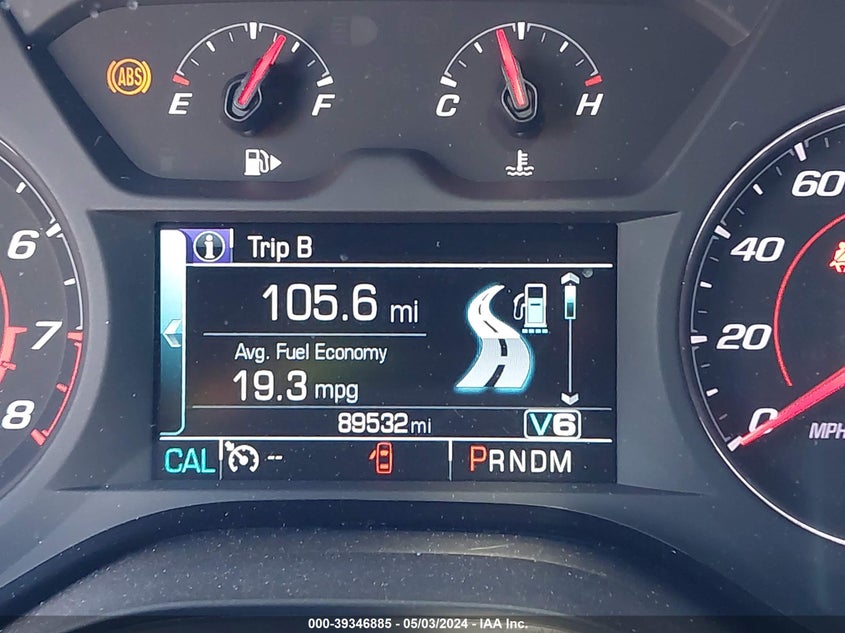 ABS
E F
C H
6
7
8
60
40
20
0
MPH
i Trip B
105.6 mi
Avg. Fuel Economy
19.3 mpg
89532 mi V6
CAL -- PRNDM
000-39346885 - 05/03/2024 - IAA Inc.